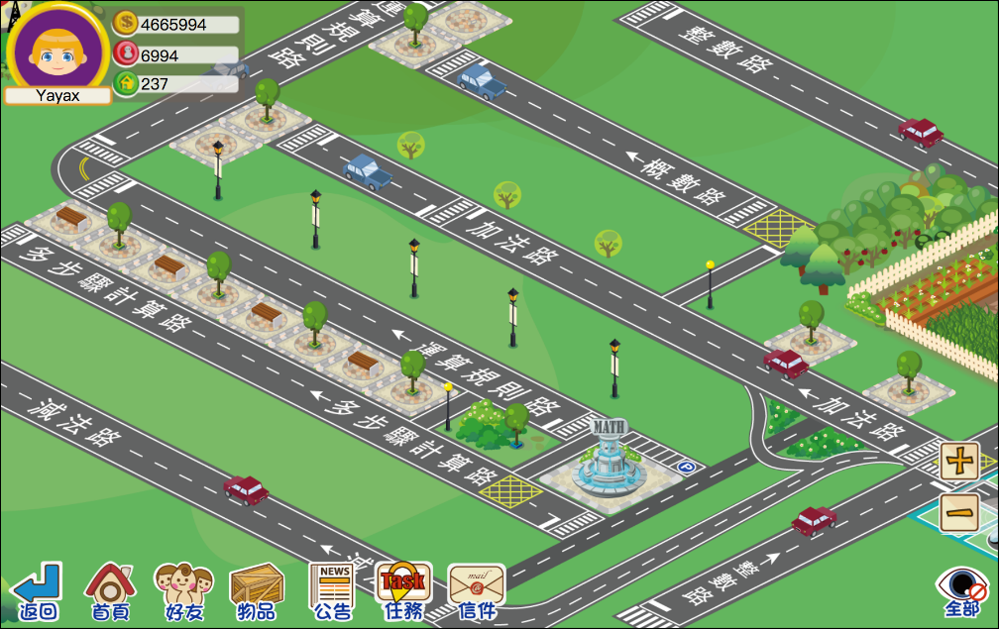 4665994
6994
237
Yayax
運算規則路
整數路
概數路
加法路
多步驟計算路
運算規則路
加法路
減法路
多步驟計算路
MATH
P
減
整數路
返回
首頁
好友
物品
NEWS
公告
Task
任務
mail
信件
全部